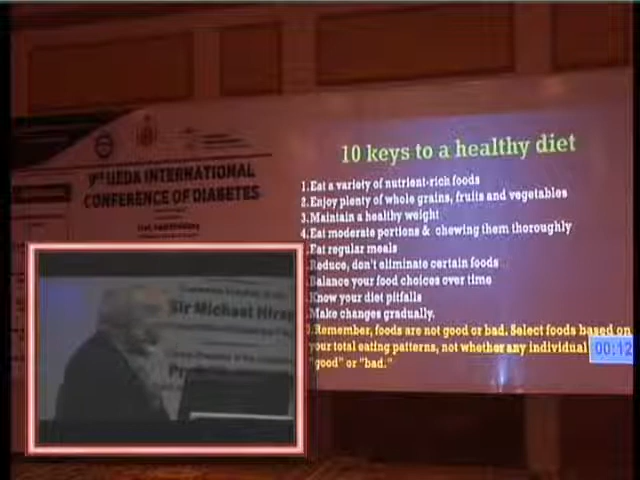 UEDA INTERNATIONAL
CONFERENCE OF DIABETES
10 keys to a healthy diet
1.Eat a variety of nutrient-rich foods
2.Enjoy plenty of whole grains, fruits and vegetables
3.Maintain a healthy weight
4.Eat moderate portions & chewing them thoroughly
Eat regular meals
Reduce, don't eliminate certain foods
Balance your food choices over time
Know your diet pitfalls
Make changes gradually.
Remember, foods are not good or bad. Select foods based on
your total eating patterns, not whether any individual
"good" or "bad."
00:12
Sir Michael